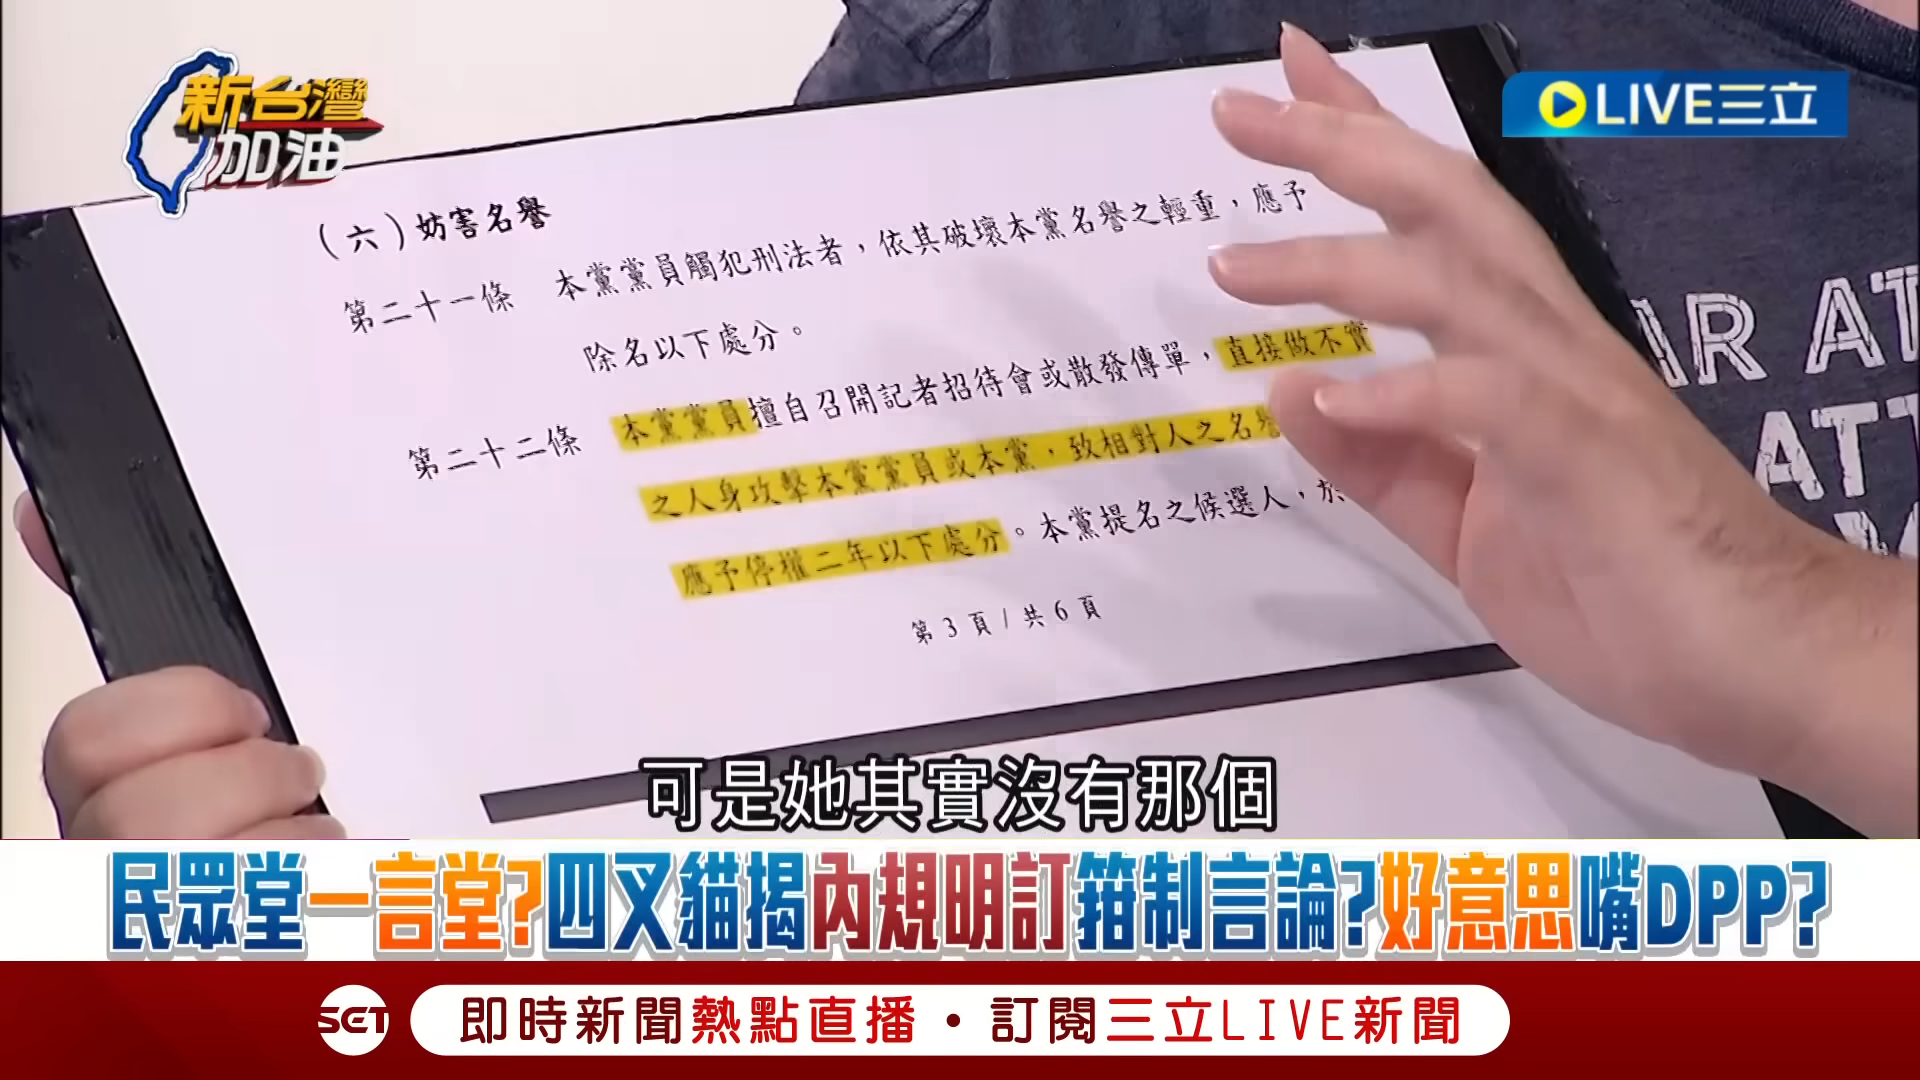 新台灣
加油
LIVE三立
（六）妨害名譽
第二十一條 本黨黨員觸犯刑法者，依其破壞本黨名譽之輕重，應予
除名以下處分。
第二十二條 本黨黨員擅自召開記者招待會或散發傳單，直接做不實
之人身攻擊本黨黨員或本黨，致相對人之名譽
應予停權二年以下處分。本黨提名之候選人，於
第3頁/共6頁
AR AT
ATT
可是她其實沒有那個
民眾堂一言堂?四叉貓揭內規明訂箝制言論?好意思嘴DPP?
SET 即時新聞熱點直播・訂閱三立LIVE新聞